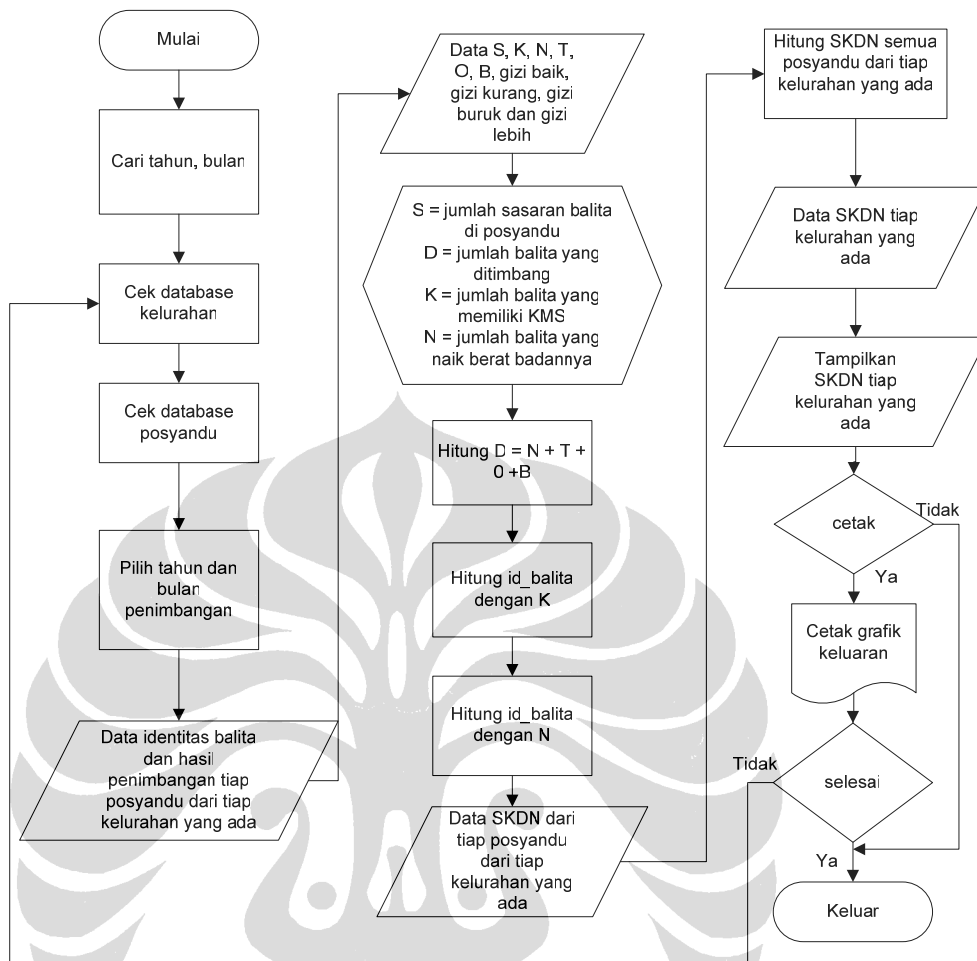 Mulai
Cari tahun, bulan
Cek database
kelurahan
Cek database
posyandu
Pilih tahun dan
bulan
penimbangan
Data identitas balita
dan hasil
penimbangan tiap
posyandu dari tiap
kelurahan yang ada
Data S, K, N, T,
O, B, gizi baik,
gizi kurang, gizi
buruk dan gizi
lebih
S = jumlah sasaran balita
di posyandu
D = jumlah balita yang
ditimbang
K = jumlah balita yang
memiliki KMS
N = jumlah balita yang
naik berat badannya
Hitung D = N + T +
0 +B
Hitung id_balita
dengan K
Hitung id_balita
dengan N
Data SKDN dari
tiap posyandu
dari tiap
kelurahan yang
ada
Hitung SKDN semua
posyandu dari tiap
kelurahan yang ada
Data SKDN tiap
kelurahan yang
ada
Tampilkan
SKDN tiap
kelurahan yang
ada
cetak
Tidak
Ya
Cetak grafik
keluaran
selesai
Tidak
Ya
Keluar